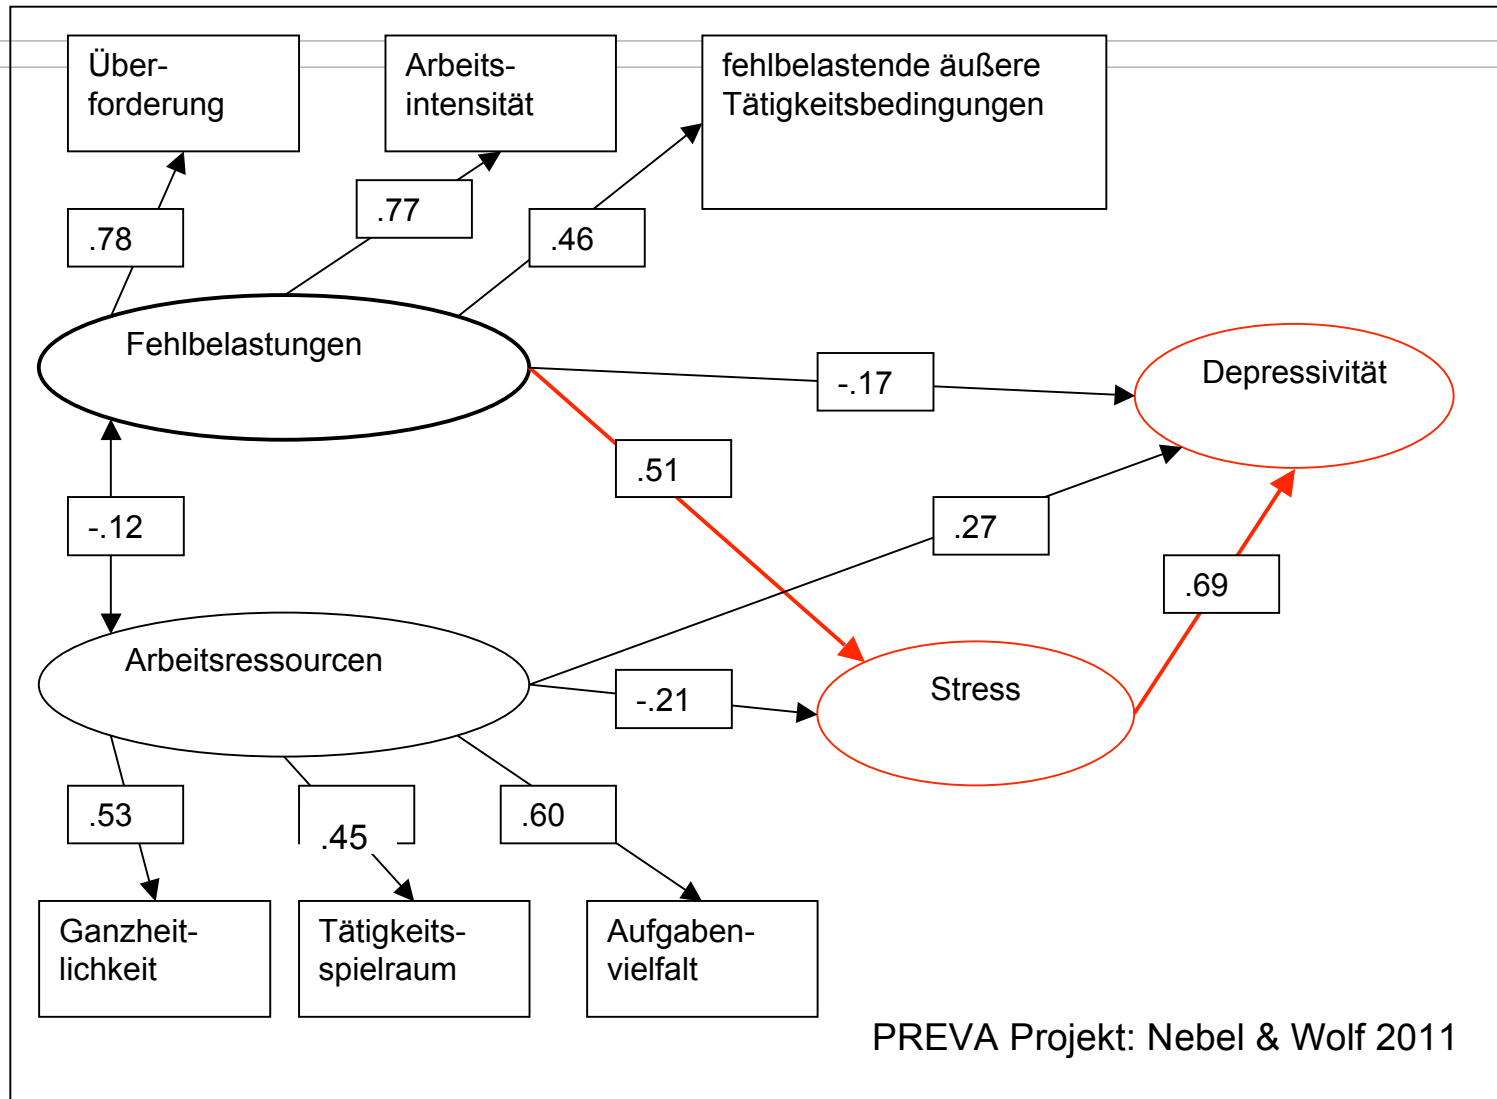 Über-
forderung
Arbeits-
intensität
fehlbelastende äußere
Tätigkeitsbedingungen
.78
.77
.46
Fehlbelastungen
-.17
Depressivität
.51
-.12
.27
.69
Arbeitsressourcen
-.21
Stress
.53
.45
.60
Ganzheit-
lichkeit
Tätigkeits-
spielraum
Aufgaben-
vielfalt
PREVA Projekt: Nebel & Wolf 2011